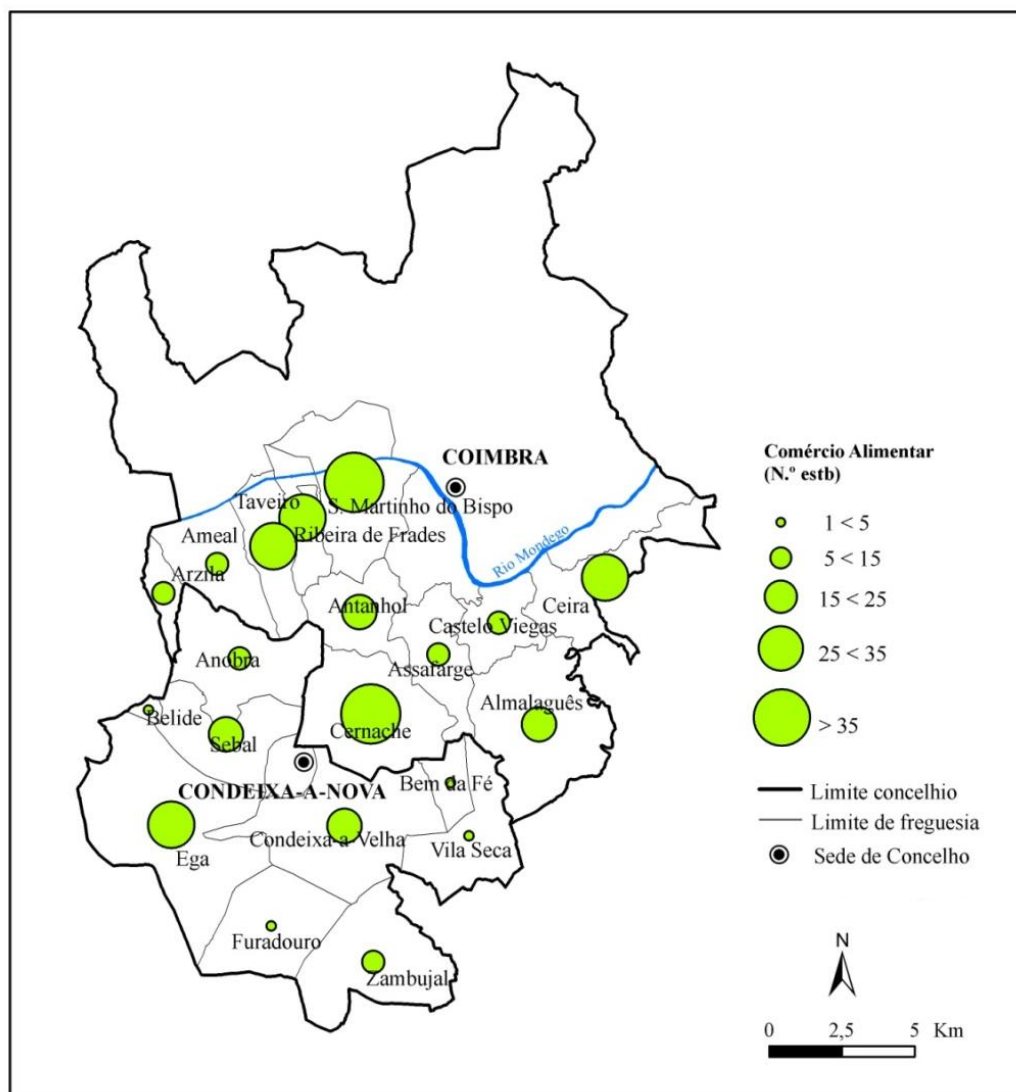 COIMBRA
Taveiro
S. Martinho do Bispo
Ribeira de Frades
Ameal
Arzila
Rio Mondego
Antanhol
Ceira
Castelo Viegas
Assafarge
Anobra
Almalaguês
Belide
Cernache
Sebal
Bem da Fé
CONDEIXA-A-NOVA
Condeixa-a-Velha
Vila Seca
Ega
Furadouro
Zambujal
Comércio Alimentar
(N.º estb)
1 < 5
5 < 15
15 < 25
25 < 35
> 35
Limite concelhio
Limite de freguesia
Sede de Concelho
N
0 2,5 5 Km